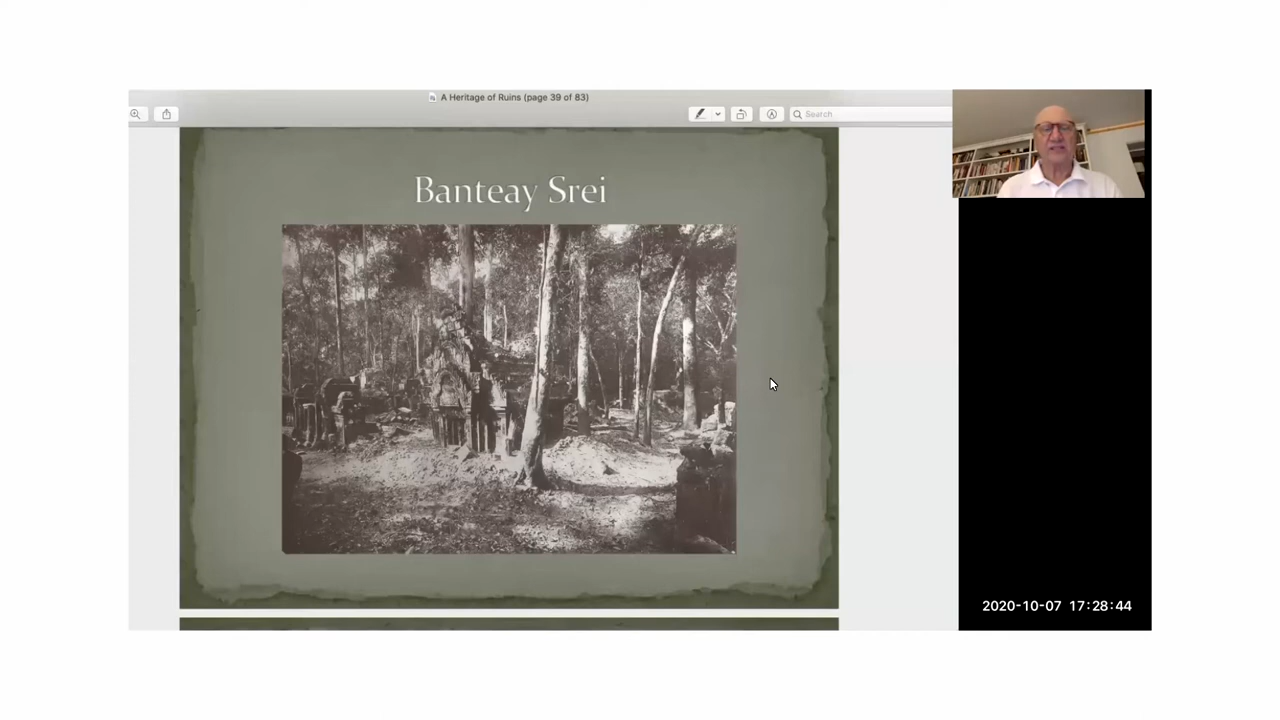 A Heritage of Ruins (page 39 of 83)
Search
Banteay Srei
2020-10-07 17:28:44